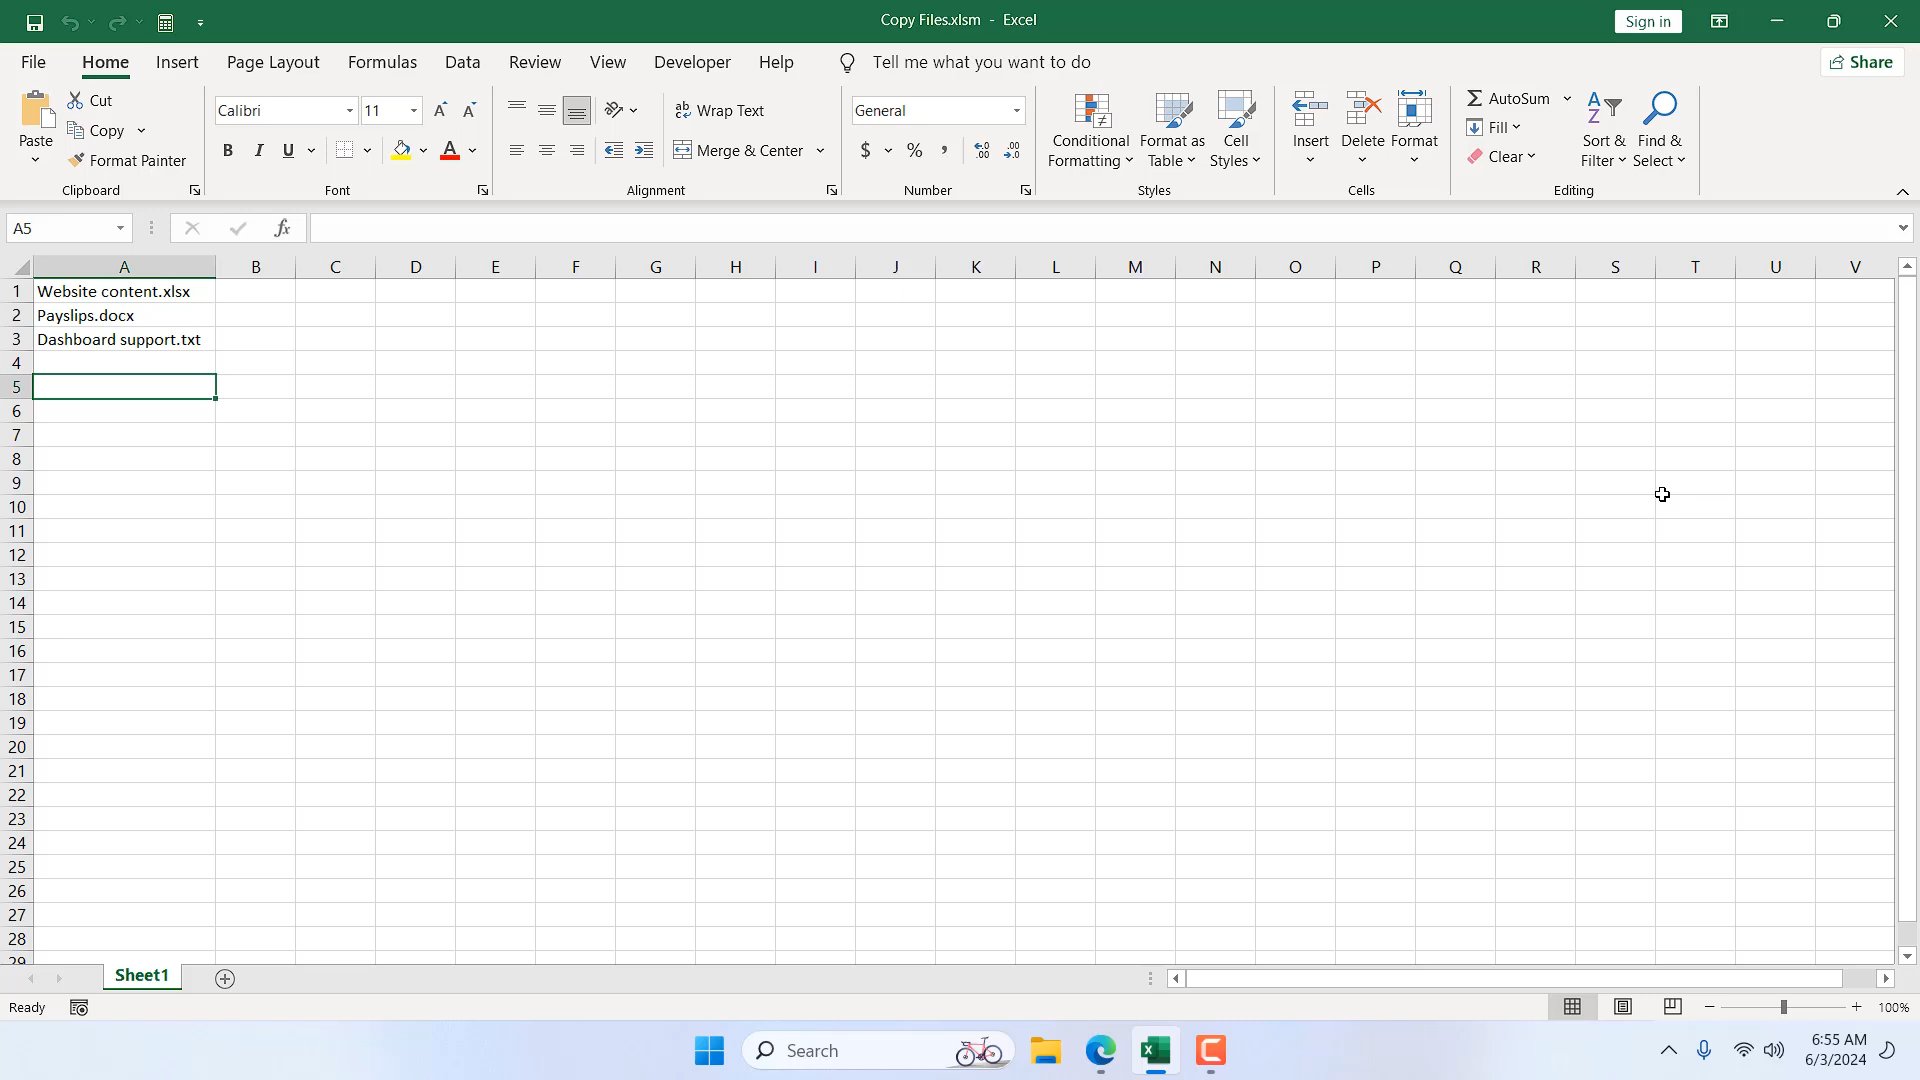 Copy Files.xlsm - Excel
Sign in
File Home Insert Page Layout Formulas Data Developer Review View Help Tell me what you want to do Share
Paste
Cut
Copy
Format Painter
Clipboard
Calibri 11
B I U A
Font
ab Wrap Text
Merge & Center
Alignment
General
$ % ,
Number
Conditional Formatting
Format as Table
Cell Styles
Styles
Insert
Delete
Format
Cells
AutoSum
Fill
Clear
Sort & Filter
Find & Select
Editing
A5 fx
A B C D E F G H I J K L M N O P Q R S T U V
1 Website content.xlsx
2 Payslips.docx
3 Dashboard support.txt
4
5
6
7
8
9
10
11
12
13
14
15
16
17
18
19
20
21
22
23
24
25
26
27
28
29
Sheet1
Ready
100%
Search
6:55 AM
6/3/2024